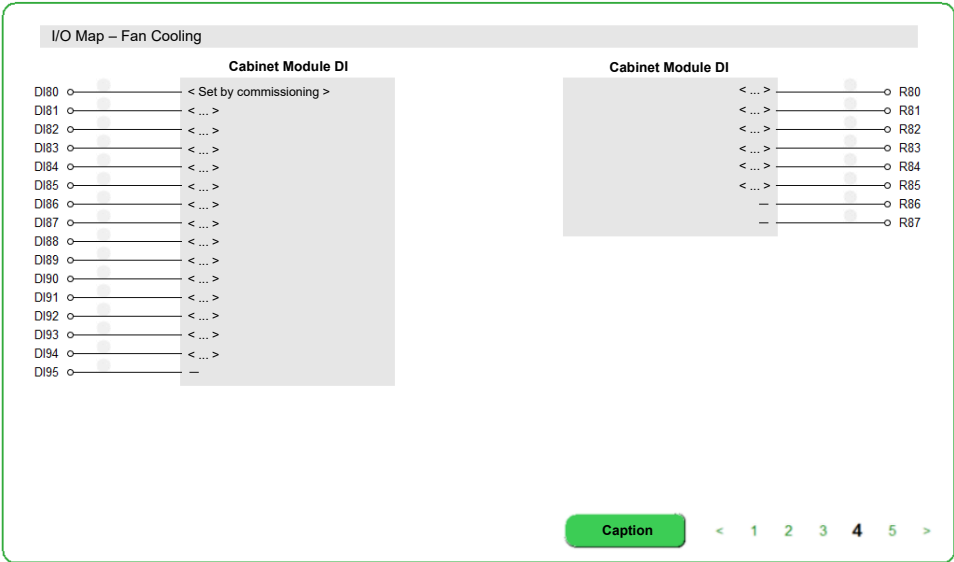 I/O Map – Fan Cooling
Cabinet Module DI
DI80 < Set by commissioning >
DI81 < ... >
DI82 < ... >
DI83 < ... >
DI84 < ... >
DI85 < ... >
DI86 < ... >
DI87 < ... >
DI88 < ... >
DI89 < ... >
DI90 < ... >
DI91 < ... >
DI92 < ... >
DI93 < ... >
DI94 < ... >
DI95 —
Cabinet Module DI
< ... > R80
< ... > R81
< ... > R82
< ... > R83
< ... > R84
< ... > R85
— R86
— R87
Caption < 1 2 3 4 5 >